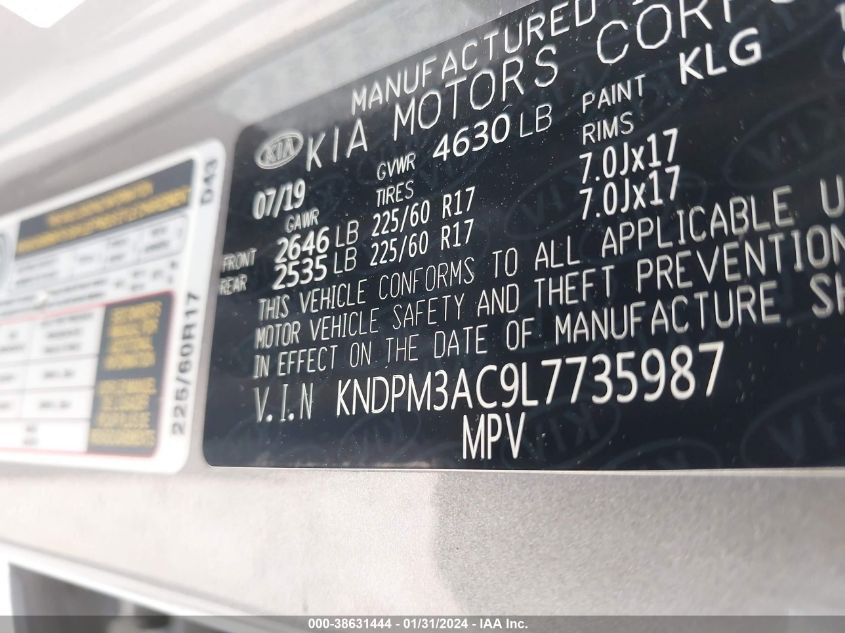 MANUFACTURED
KIA KIA MOTORS CORP
07/19 GVWR 4630 LB PAINT KLG
GAWR TIRES RIMS
FRONT 2646 LB 225/60 R17 7.0Jx17
REAR 2535 LB 225/60 R17 7.0Jx17
THIS VEHICLE CONFORMS TO ALL APPLICABLE
MOTOR VEHICLE SAFETY AND THEFT PREVENTION
IN EFFECT ON THE DATE OF MANUFACTURE
V.I.N KNDPM3AC9L7735987
MPV
D43
225/60R17
000-38631444 - 01/31/2024 - IAA Inc.